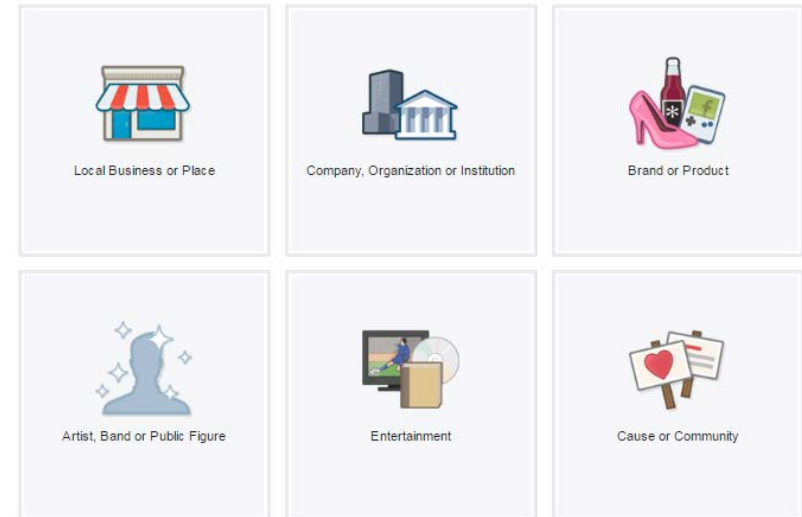 Local Business or Place
Company, Organization or Institution
Brand or Product
Artist, Band or Public Figure
Entertainment
Cause or Community